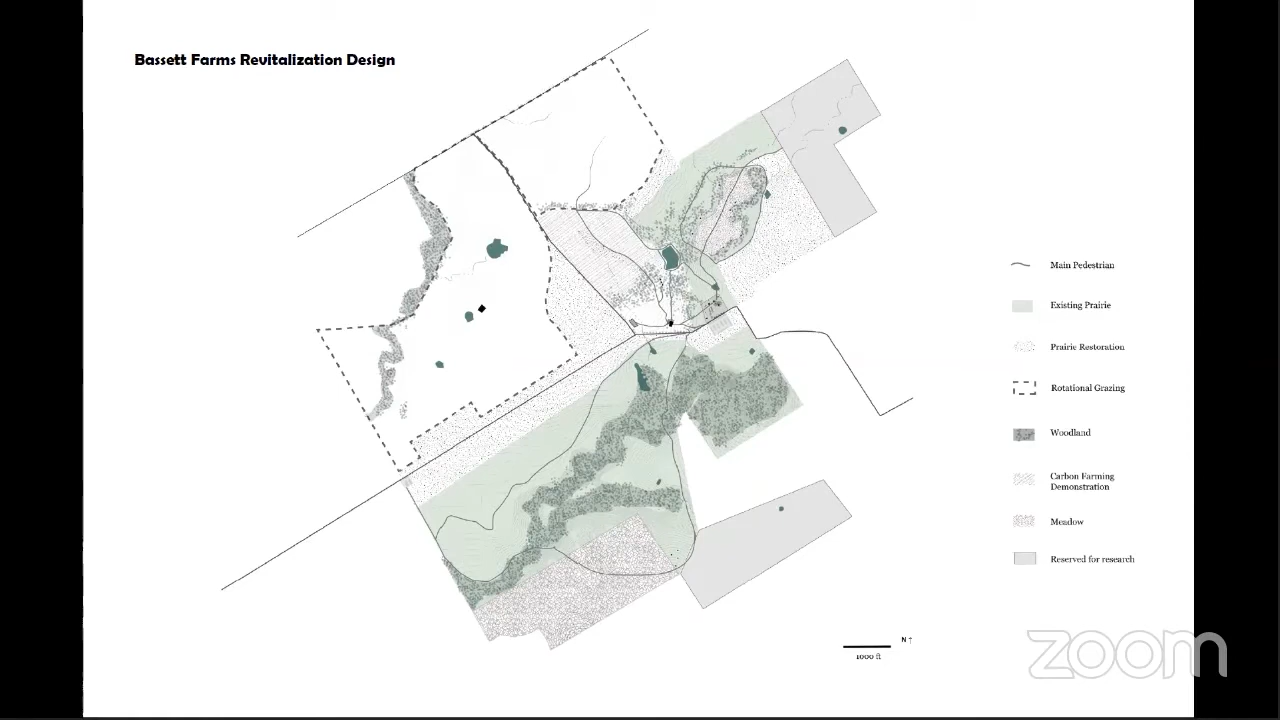 Bassett Farms Revitalization Design
Main Pedestrian
Existing Prairie
Prairie Restoration
Rotational Grazing
Woodland
Carbon Farming
Demonstration
Meadow
Reserved for research
N ↑
1000 ft
zoom